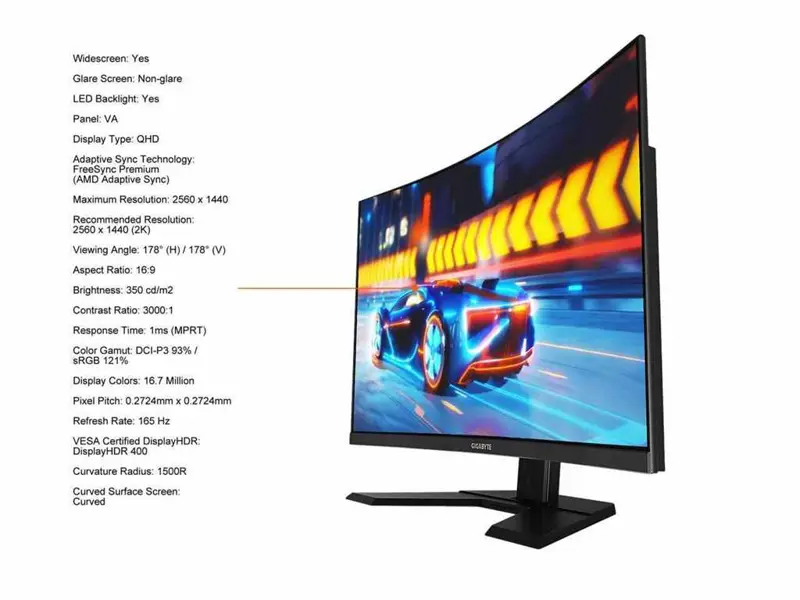 Widescreen: Yes
Glare Screen: Non-glare
LED Backlight: Yes
Panel: VA
Display Type: QHD
Adaptive Sync Technology:
FreeSync Premium
(AMD Adaptive Sync)
Maximum Resolution: 2560 x 1440
Recommended Resolution:
2560 x 1440 (2K)
Viewing Angle: 178° (H) / 178° (V)
Aspect Ratio: 16:9
Brightness: 350 cd/m2
Contrast Ratio: 3000:1
Response Time: 1ms (MPRT)
Color Gamut: DCI-P3 93% /
sRGB 121%
Display Colors: 16.7 Million
Pixel Pitch: 0.2724mm x 0.2724mm
Refresh Rate: 165 Hz
VESA Certified DisplayHDR:
DisplayHDR 400
Curvature Radius: 1500R
Curved Surface Screen:
Curved
GIGABYTE